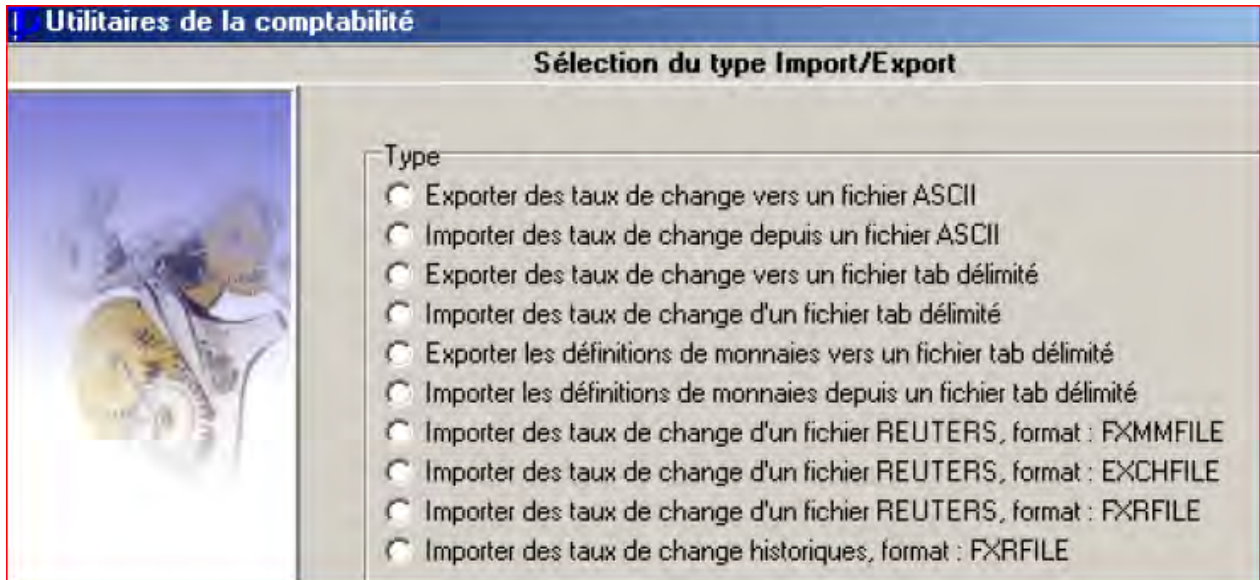 Utilitaires de la comptabilité
Sélection du type Import/Export
Type
Exporter des taux de change vers un fichier ASCII
Importer des taux de change depuis un fichier ASCII
Exporter des taux de change vers un fichier tab délimité
Importer des taux de change d'un fichier tab délimité
Exporter les définitions de monnaies vers un fichier tab délimité
Importer les définitions de monnaies depuis un fichier tab délimité
Importer des taux de change d'un fichier REUTERS, format : FXMMFILE
Importer des taux de change d'un fichier REUTERS, format : EXCHFILE
Importer des taux de change d'un fichier REUTERS, format : FXRFILE
Importer des taux de change historiques, format : FXRFILE